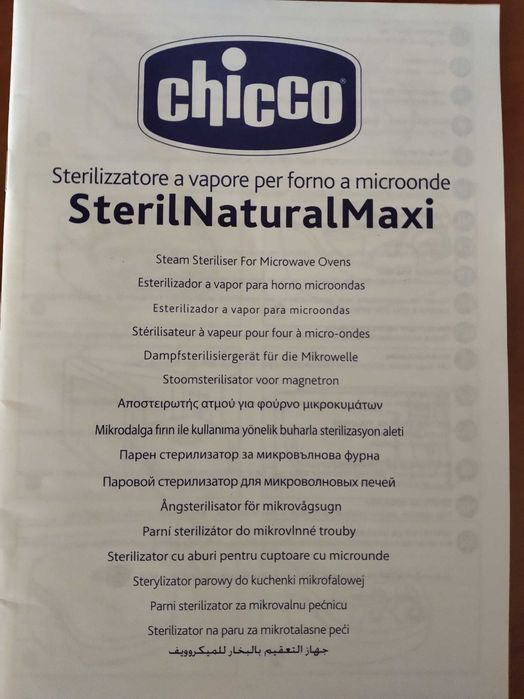 chicco
Sterilizzatore a vapore per forno a microonde
SterilNaturalMaxi
Steam Steriliser For Microwave Ovens
Esterilizador a vapor para horno microondas
Esterilizador a vapor para microondas
Stérilisateur à vapeur pour four à micro-ondes
Dampfsterilisiergerät für die Mikrowelle
Stoomsterilisator voor magnetron
Αποστειρωτής ατμού για φούρνο μικροκυμάτων
Mikrodalga fırın ile kullanıma yönelik buharla sterilizasyon aleti
Парен стерилизатор за микровълнова фурна
Паровой стерилизатор для микроволновых печей
Ångsterilisator för mikrovågsugn
Parní sterilizátor do mikrovlnné trouby
Sterilizator cu aburi pentru cuptoare cu microunde
Sterylizator parowy do kuchenki mikrofalowej
Parni sterilizator za mikrovalnu pećnicu
Sterilizator na paru za mikrotalasne peći
جهاز التعقيم بالبخار للميكروويف